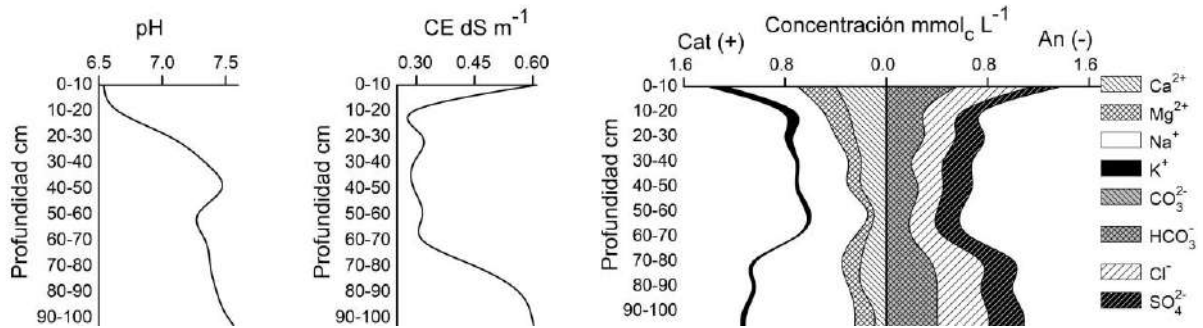 pH
6.5 7.0 7.5
Profundidad cm
0-10
10-20
20-30
30-40
40-50
50-60
60-70
70-80
80-90
90-100
CE dS m⁻¹
0.30 0.45 0.60
Profundidad cm
0-10
10-20
20-30
30-40
40-50
50-60
60-70
70-80
80-90
90-100
Concentración mmol_c L⁻¹
Cat (+) An (-)
1.6 0.8 0.0 0.8 1.6
Profundidad cm
0-10
10-20
20-30
30-40
40-50
50-60
60-70
70-80
80-90
90-100
Ca²⁺
Mg²⁺
Na⁺
K⁺
CO₃²⁻
HCO₃⁻
Cl⁻
SO₄²⁻